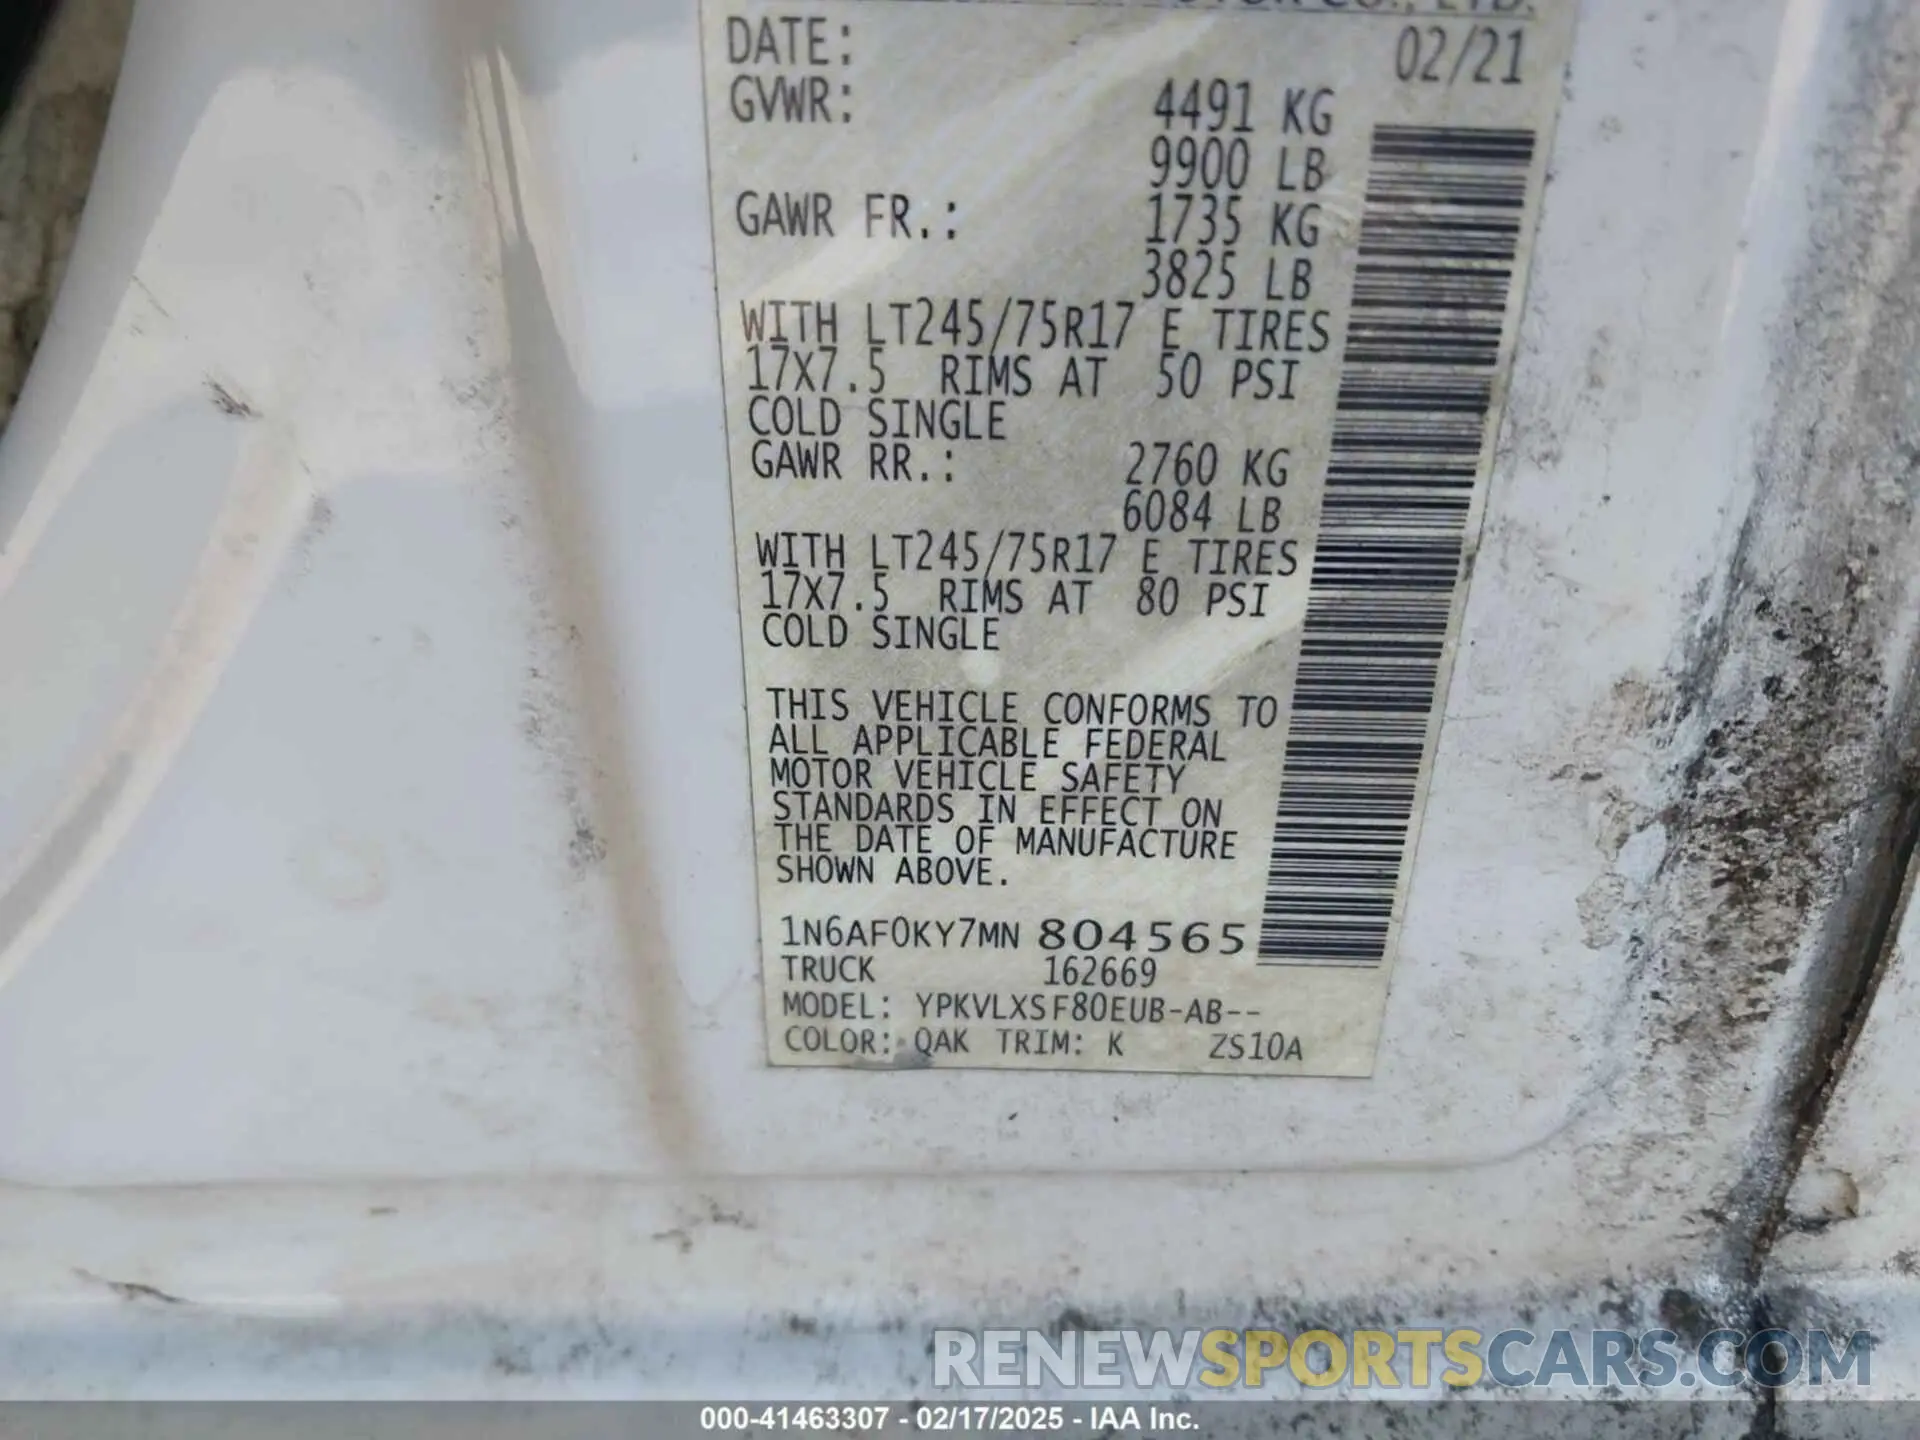 MOTOR CO., LTD.
DATE: 02/21
GVWR: 4491 KG
9900 LB
GAWR FR.: 1735 KG
3825 LB
WITH LT245/75R17 E TIRES
17X7.5 RIMS AT 50 PSI
COLD SINGLE
GAWR RR.: 2760 KG
6084 LB
WITH LT245/75R17 E TIRES
17X7.5 RIMS AT 80 PSI
COLD SINGLE
THIS VEHICLE CONFORMS TO
ALL APPLICABLE FEDERAL
MOTOR VEHICLE SAFETY
STANDARDS IN EFFECT ON
THE DATE OF MANUFACTURE
SHOWN ABOVE.
1N6AF0KY7MN 804565
TRUCK 162669
MODEL: YPKVLXSF80EUB-AB--
COLOR: QAK TRIM: K ZS10A
RENEWSPORTSCARS.COM
000-41463307 - 02/17/2025 - IAA Inc.